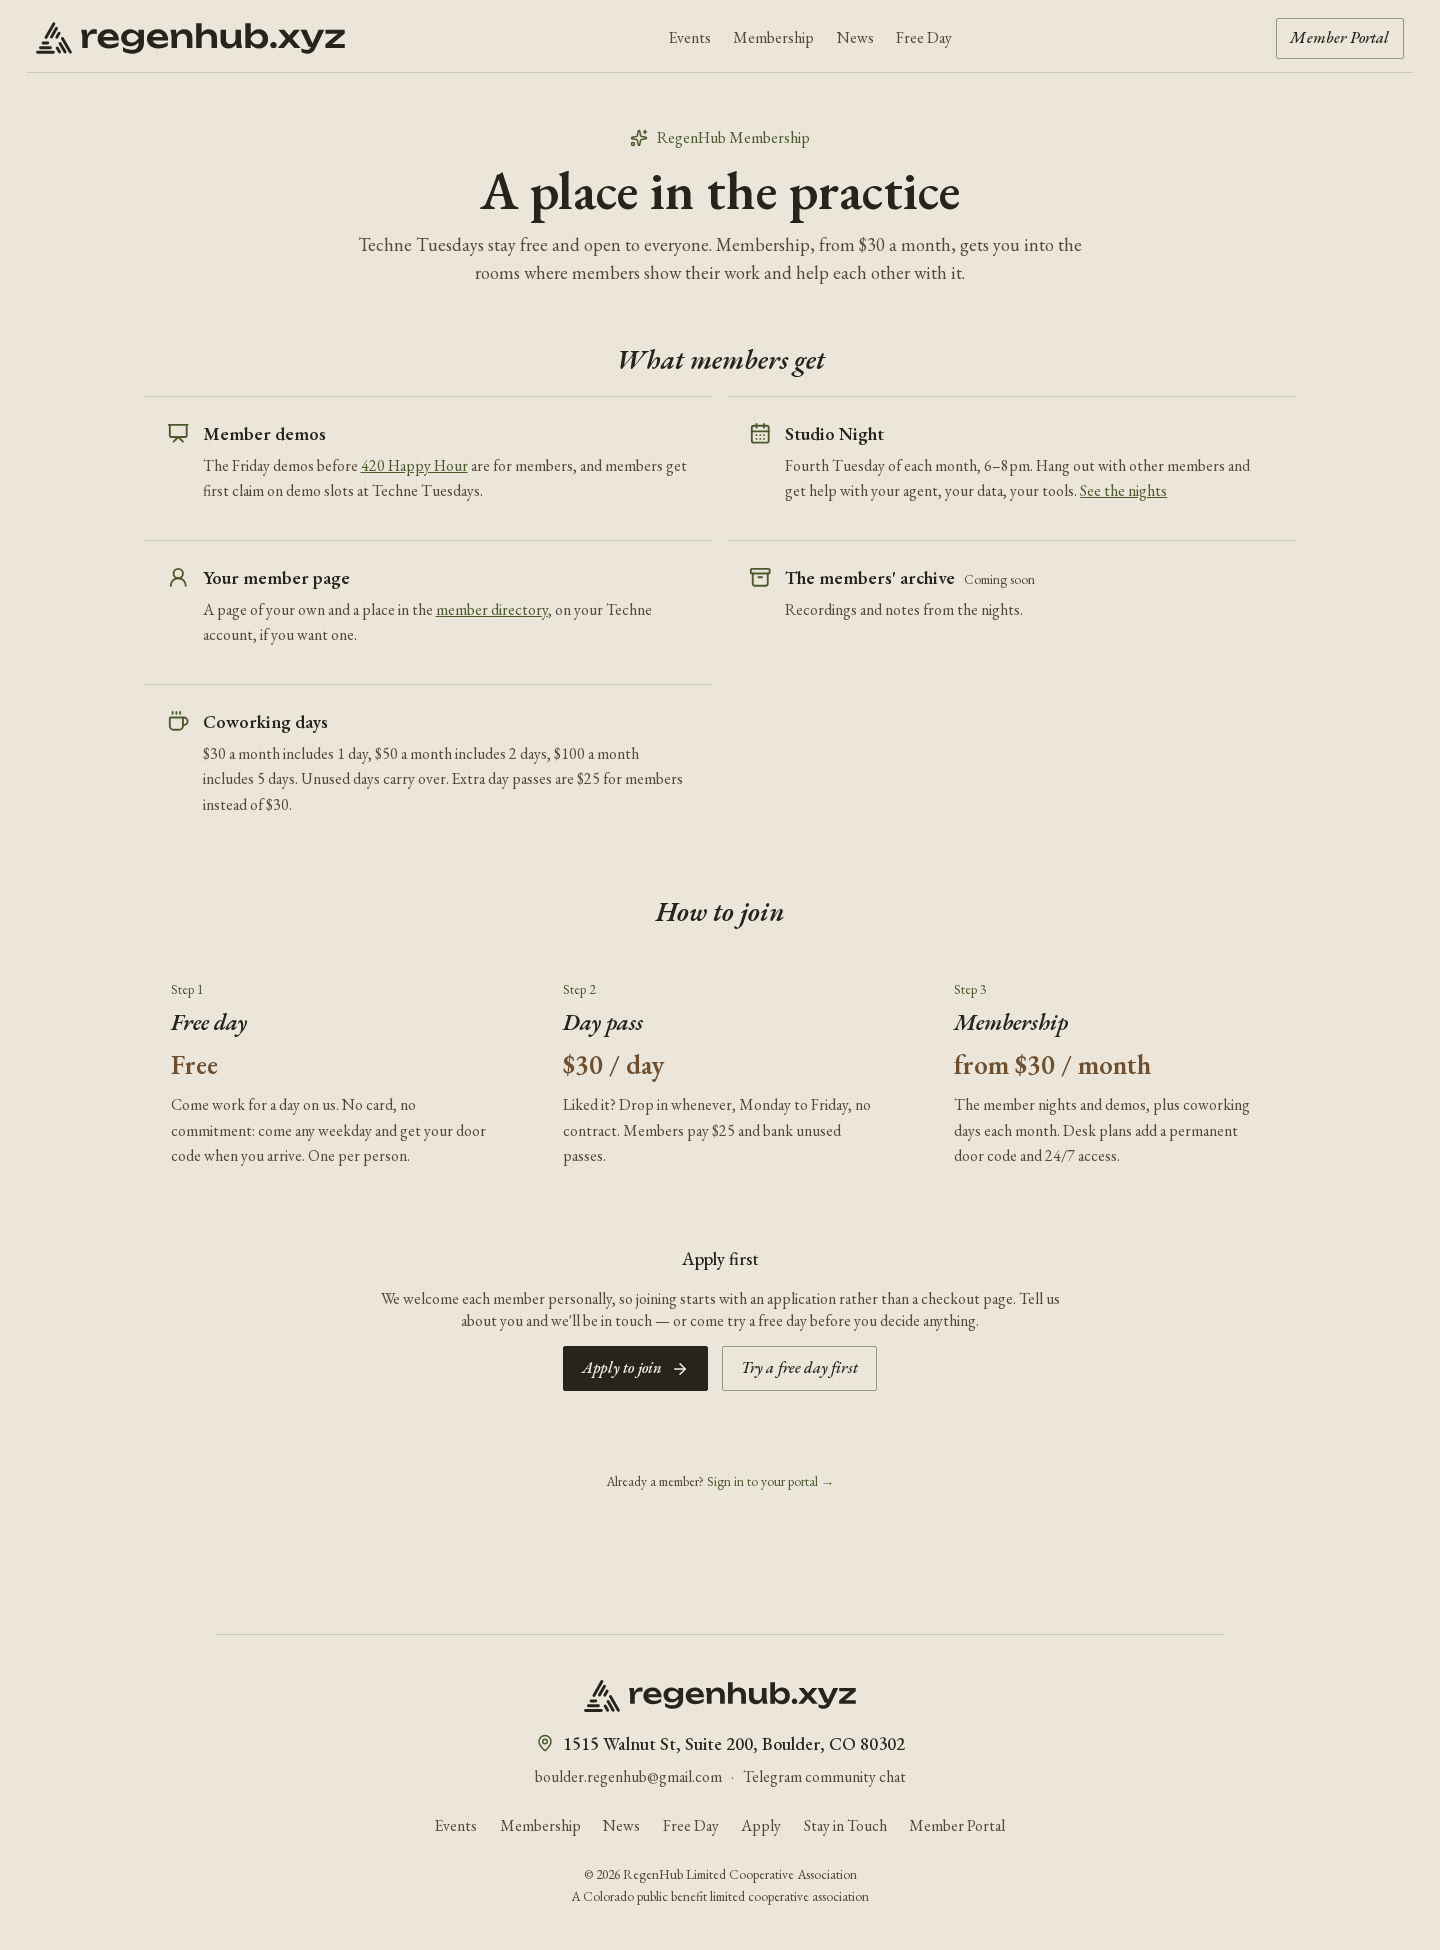 regenhub.xyz
Events Membership News Free Day
Member Portal
RegenHub Membership
A place in the practice
Techne Tuesdays stay free and open to everyone. Membership, from $30 a month, gets you into the
rooms where members show their work and help each other with it.
What members get
Member demos
The Friday demos before 420 Happy Hour are for members, and members get
first claim on demo slots at Techne Tuesdays.
Studio Night
Fourth Tuesday of each month, 6–8pm. Hang out with other members and
get help with your agent, your data, your tools. See the nights
Your member page
A page of your own and a place in the member directory, on your Techne
account, if you want one.
The members' archive Coming soon
Recordings and notes from the nights.
Coworking days
$30 a month includes 1 day, $50 a month includes 2 days, $100 a month
includes 5 days. Unused days carry over. Extra day passes are $25 for members
instead of $30.
How to join
Step 1
Free day
Free
Come work for a day on us. No card, no
commitment: come any weekday and get your door
code when you arrive. One per person.
Step 2
Day pass
$30 / day
Liked it? Drop in whenever, Monday to Friday, no
contract. Members pay $25 and bank unused
passes.
Step 3
Membership
from $30 / month
The member nights and demos, plus coworking
days each month. Desk plans add a permanent
door code and 24/7 access.
Apply first
We welcome each member personally, so joining starts with an application rather than a checkout page. Tell us
about you and we'll be in touch — or come try a free day before you decide anything.
Apply to join →
Try a free day first
Already a member? Sign in to your portal →
regenhub.xyz
1515 Walnut St, Suite 200, Boulder, CO 80302
boulder.regenhub@gmail.com · Telegram community chat
Events Membership News Free Day Apply Stay in Touch Member Portal
© 2026 RegenHub Limited Cooperative Association
A Colorado public benefit limited cooperative association